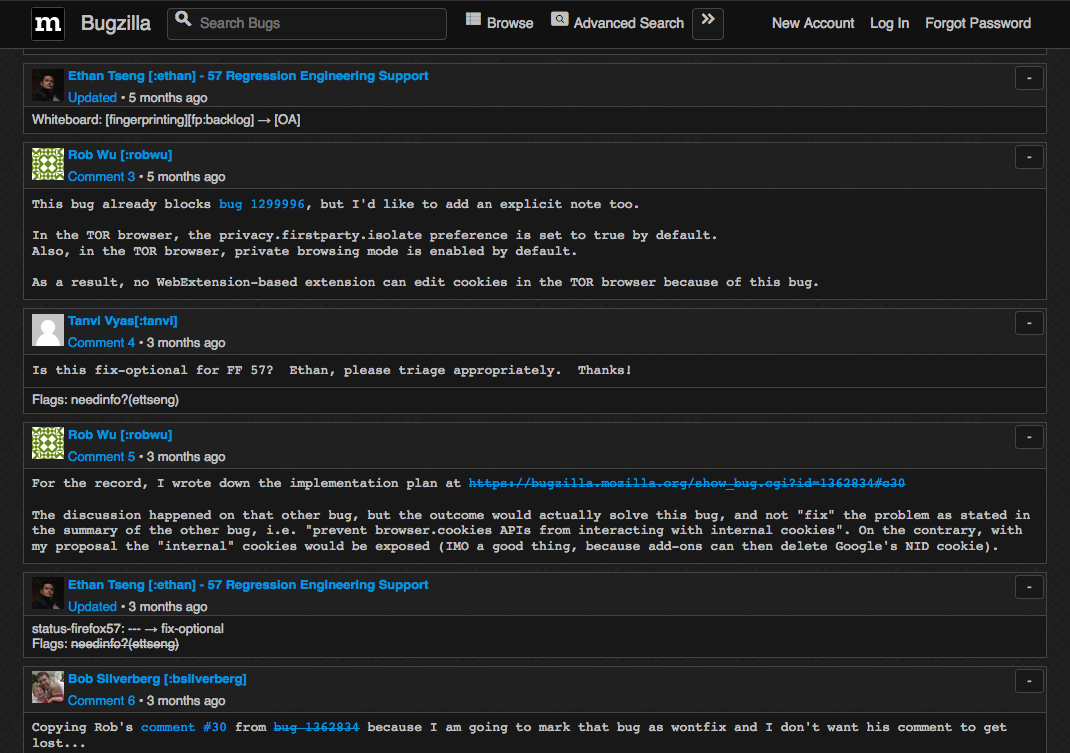 m Bugzilla Search Bugs Browse Advanced Search » New Account Log In Forgot Password
Ethan Tseng [:ethan] - 57 Regression Engineering Support
-
Updated • 5 months ago
Whiteboard: [fingerprinting][fp:backlog] → [OA]
Rob Wu [:robwu]
-
Comment 3 • 5 months ago
This bug already blocks bug 1299996, but I'd like to add an explicit note too.
In the TOR browser, the privacy.firstparty.isolate preference is set to true by default.
Also, in the TOR browser, private browsing mode is enabled by default.
As a result, no WebExtension-based extension can edit cookies in the TOR browser because of this bug.
Tanvi Vyas[:tanvi]
-
Comment 4 • 3 months ago
Is this fix-optional for FF 57?  Ethan, please triage appropriately.  Thanks!
Flags: needinfo?(ettseng)
Rob Wu [:robwu]
-
Comment 5 • 3 months ago
For the record, I wrote down the implementation plan at https://bugzilla.mozilla.org/show_bug.cgi?id=1362834#c30
The discussion happened on that other bug, but the outcome would actually solve this bug, and not "fix" the problem as stated in
the summary of the other bug, i.e. "prevent browser.cookies APIs from interacting with internal cookies". On the contrary, with
my proposal the "internal" cookies would be exposed (IMO a good thing, because add-ons can then delete Google's NID cookie).
Ethan Tseng [:ethan] - 57 Regression Engineering Support
-
Updated • 3 months ago
status-firefox57: --- → fix-optional
Flags: needinfo?(ettseng)
Bob Silverberg [:bsilverberg]
-
Comment 6 • 3 months ago
Copying Rob's comment #30 from bug 1362834 because I am going to mark that bug as wontfix and I don't want his comment to get
lost...